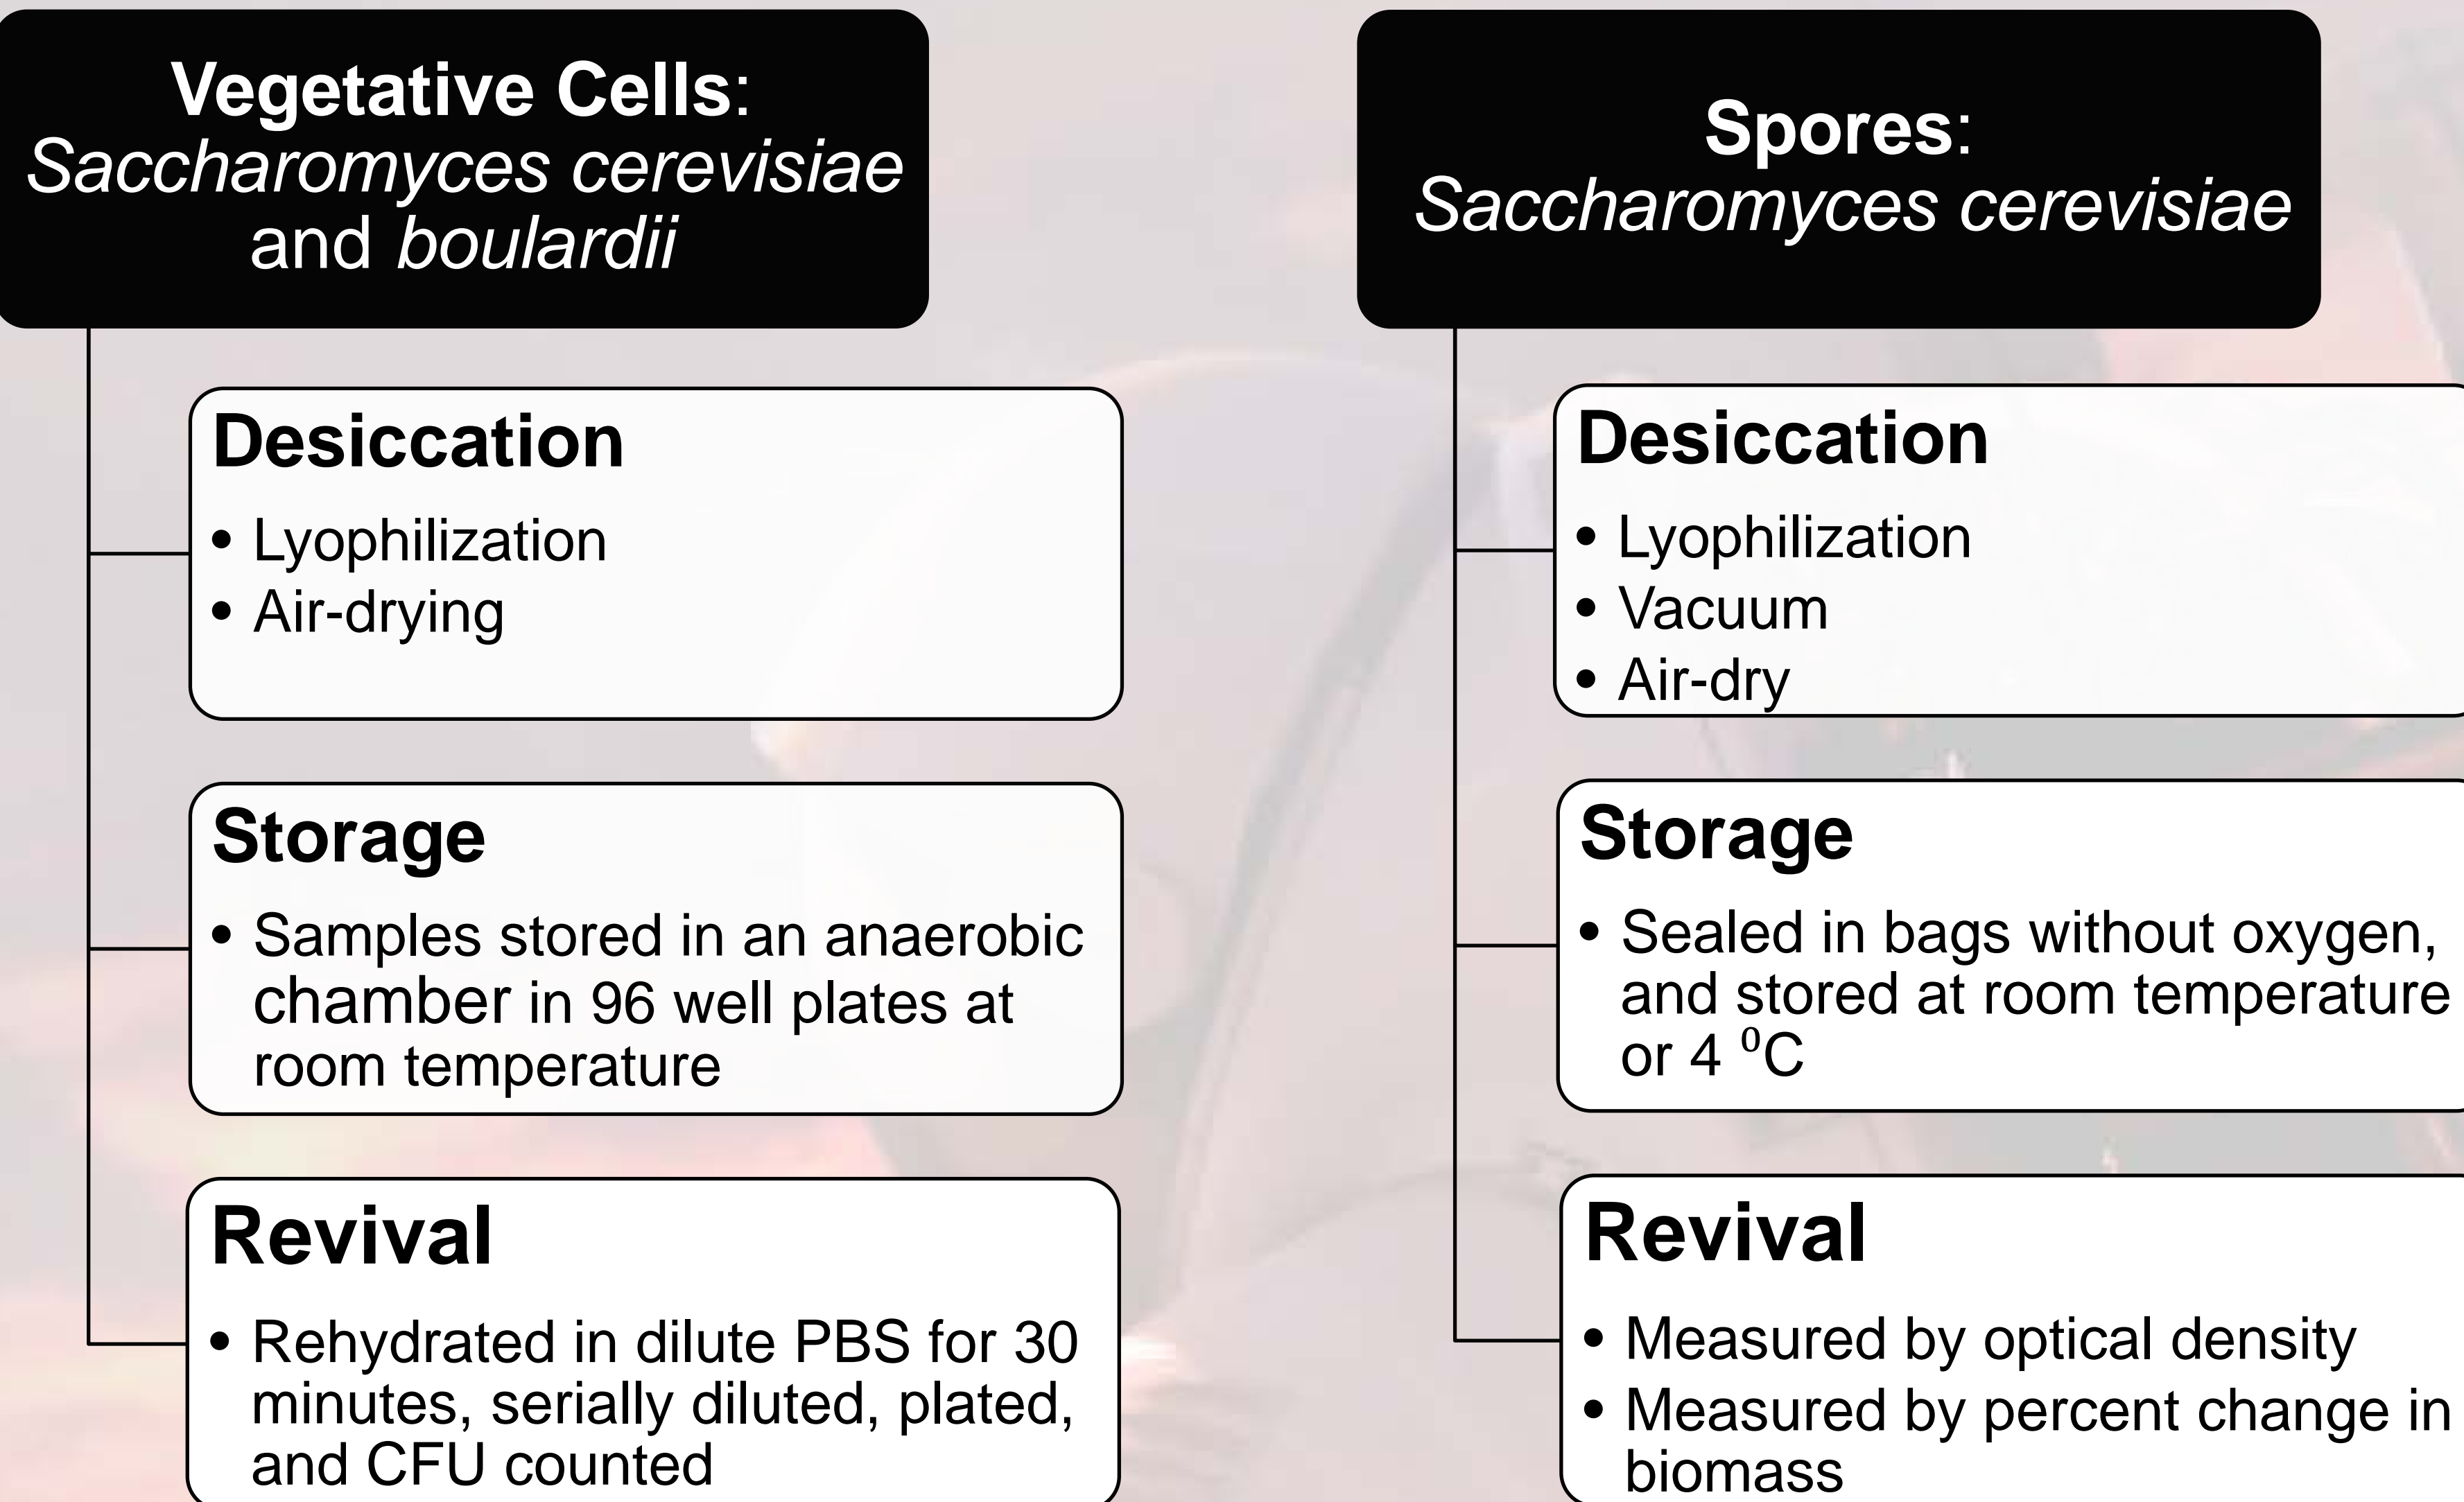 Vegetative Cells:
Saccharomyces cerevisiae
and boulardii
Desiccation
• Lyophilization
• Air-drying
Storage
• Samples stored in an anaerobic
chamber in 96 well plates at
room temperature
Revival
• Rehydrated in dilute PBS for 30
minutes, serially diluted, plated,
and CFU counted
Spores:
Saccharomyces cerevisiae
Desiccation
• Lyophilization
• Vacuum
• Air-dry
Storage
• Sealed in bags without oxygen,
and stored at room temperature
or 4 ⁰C
Revival
• Measured by optical density
• Measured by percent change in
biomass